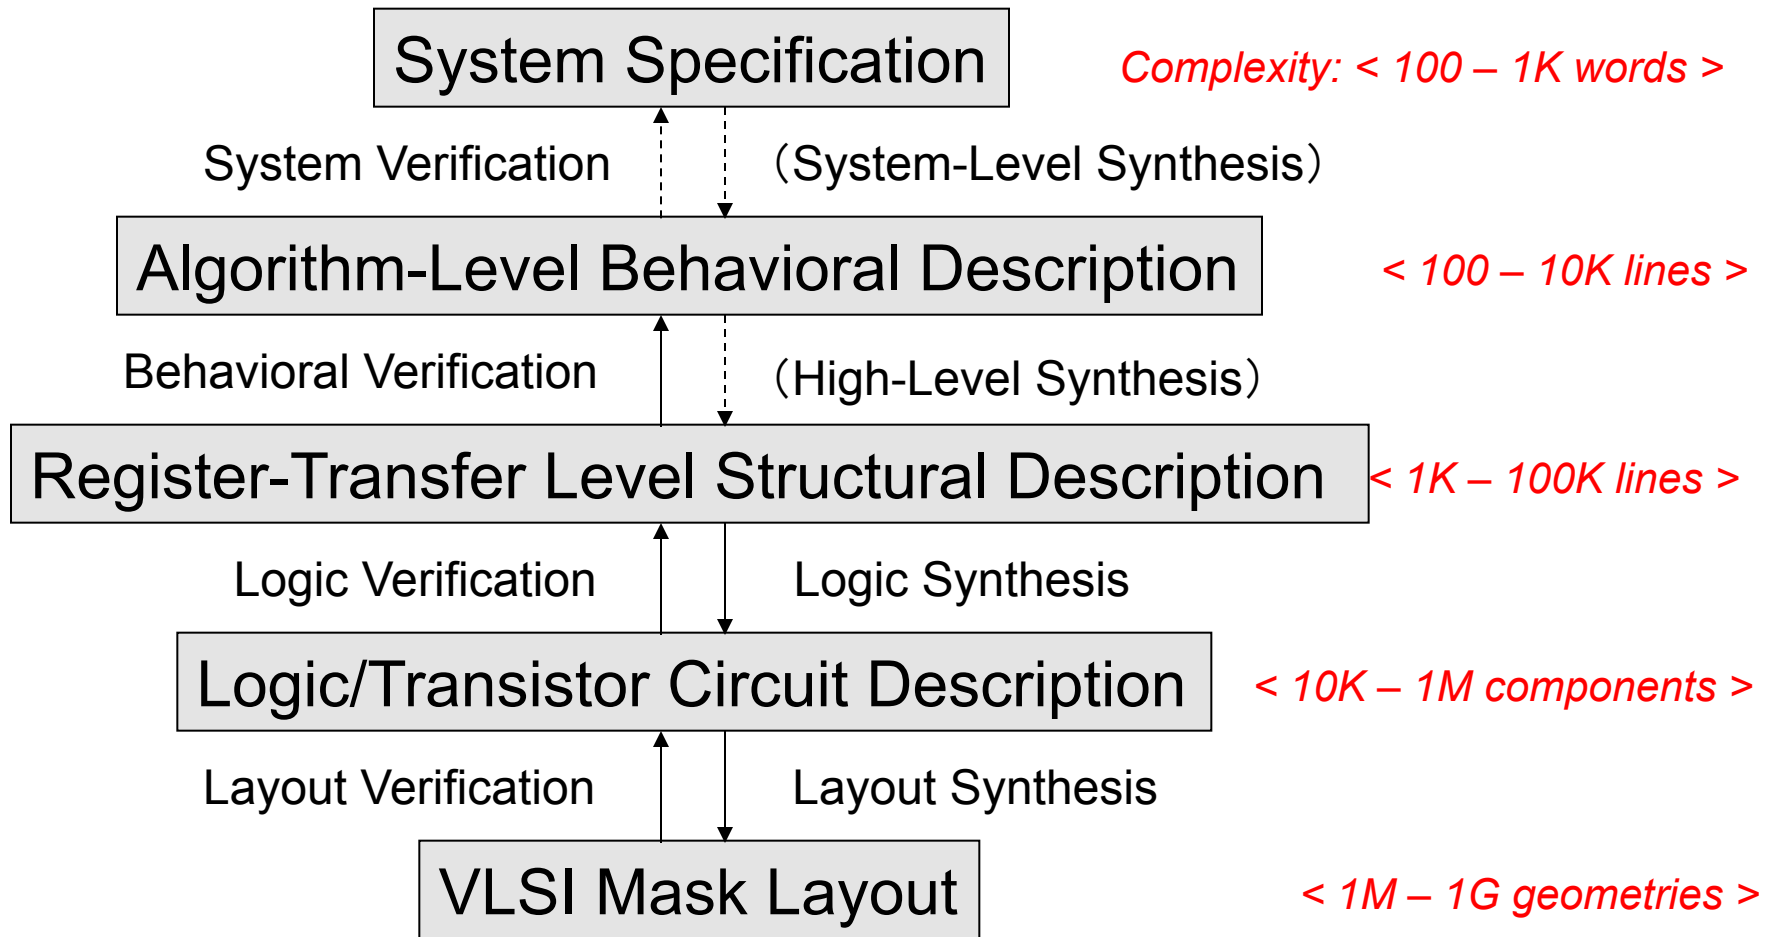 System Specification
Complexity: < 100 – 1K words >
System Verification
（System-Level Synthesis）
Algorithm-Level Behavioral Description
< 100 – 10K lines >
Behavioral Verification
（High-Level Synthesis）
Register-Transfer Level Structural Description
< 1K – 100K lines >
Logic Verification
Logic Synthesis
Logic/Transistor Circuit Description
< 10K – 1M components >
Layout Verification
Layout Synthesis
VLSI Mask Layout
< 1M – 1G geometries >